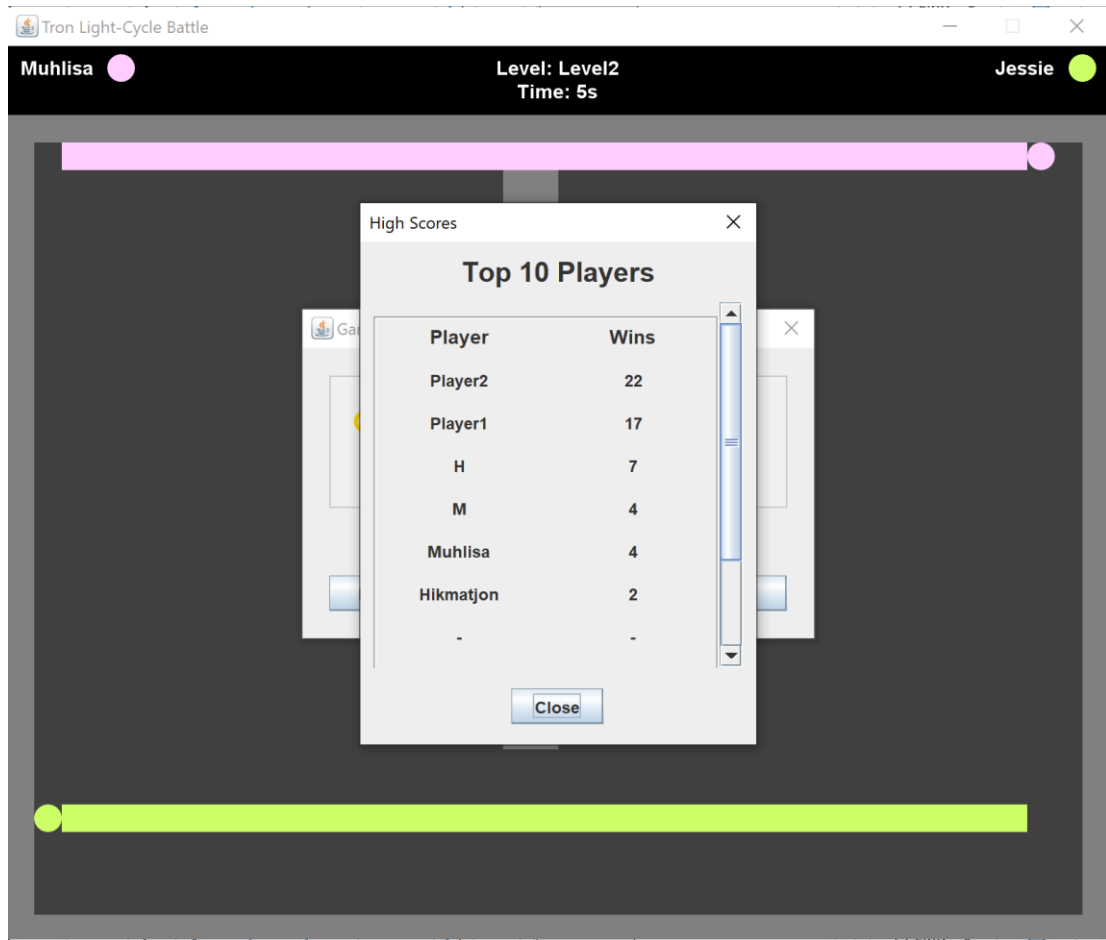 Tron Light-Cycle Battle
Muhlisa Level: Level2 Jessie
Time: 5s
High Scores
Top 10 Players
Player Wins
Player2 22
Player1 17
H 7
M 4
Muhlisa 4
Hikmatjon 2
- -
Close